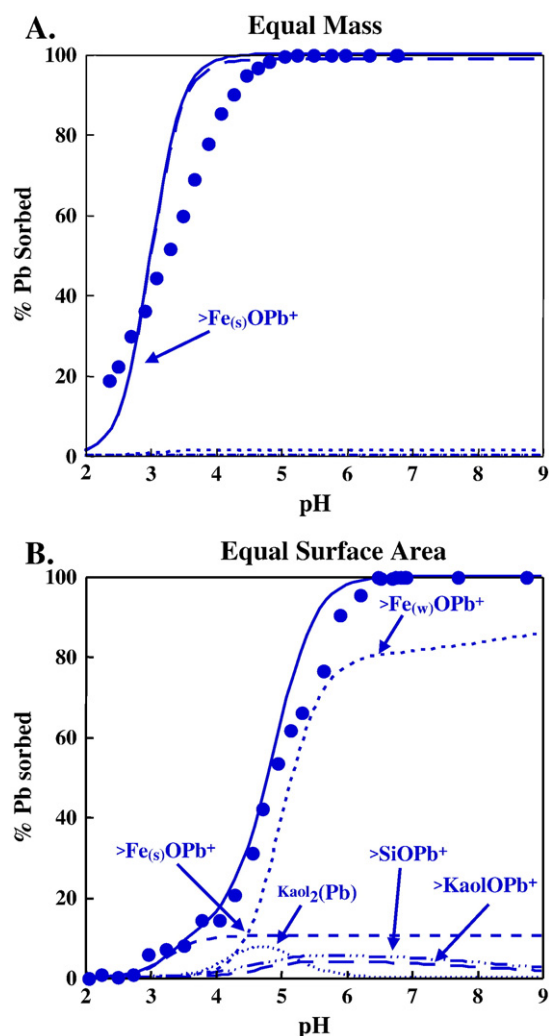 A.
Equal Mass
100
80
60
40
20
0
% Pb Sorbed
>Fe(s)OPb⁺
2 3 4 5 6 7 8 9
pH
B.
Equal Surface Area
100
80
60
40
20
0
% Pb sorbed
>Fe(w)OPb⁺
>Fe(s)OPb⁺
Kaol₂(Pb)
>SiOPb⁺
>KaolOPb⁺
2 3 4 5 6 7 8 9
pH